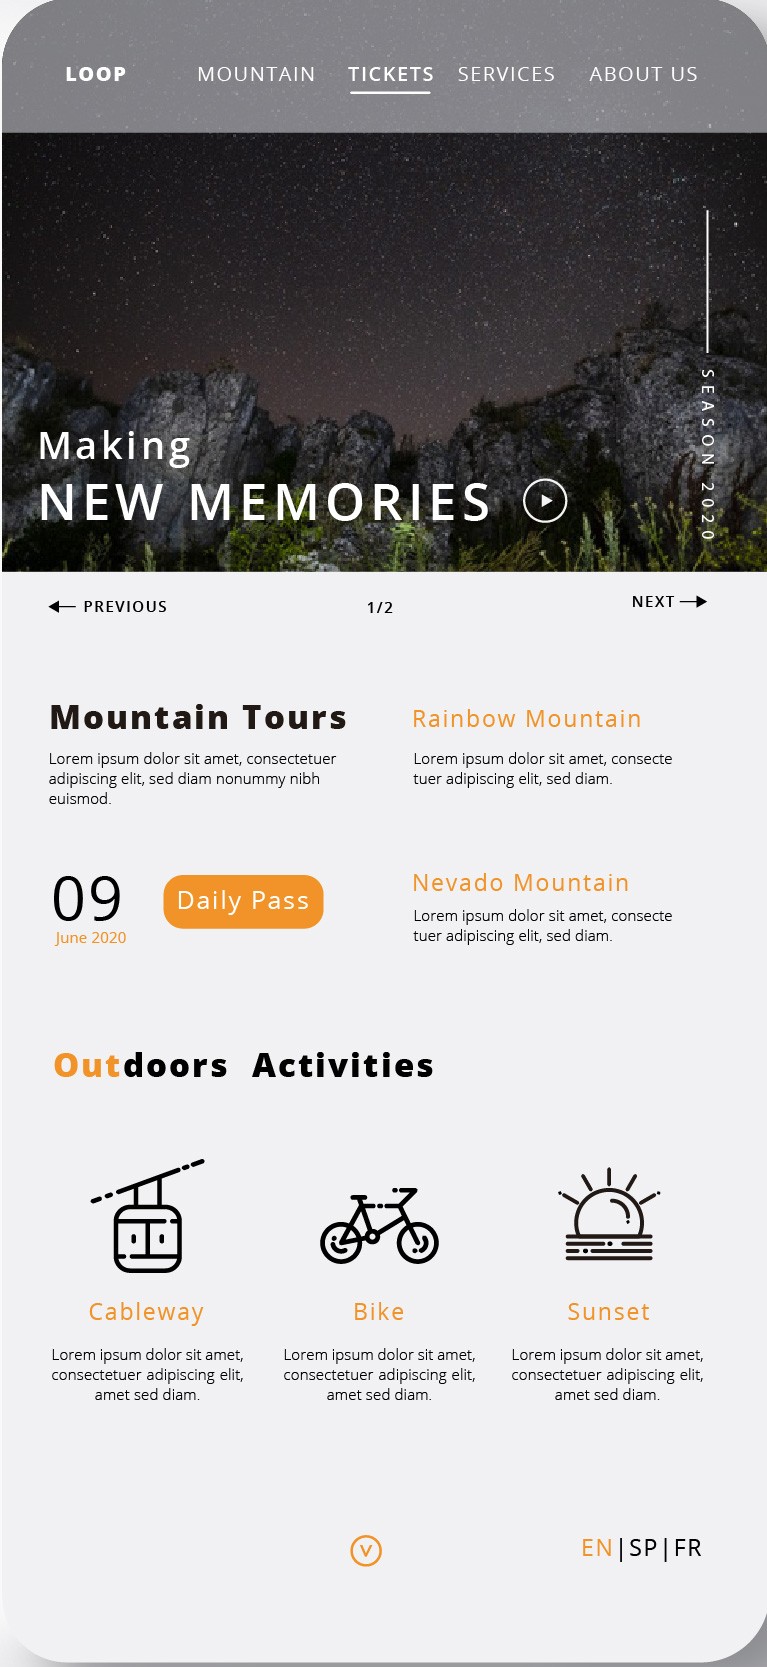 LOOP MOUNTAIN TICKETS SERVICES ABOUT US
SEASON 2020
Making
NEW MEMORIES
PREVIOUS 1/2 NEXT
Mountain Tours
Lorem ipsum dolor sit amet, consectetuer
adipiscing elit, sed diam nonummy nibh
euismod.
Rainbow Mountain
Lorem ipsum dolor sit amet, consecte
tuer adipiscing elit, sed diam.
09
June 2020
Daily Pass
Nevado Mountain
Lorem ipsum dolor sit amet, consecte
tuer adipiscing elit, sed diam.
Outdoors Activities
Cableway
Lorem ipsum dolor sit amet,
consectetuer adipiscing elit,
amet sed diam.
Bike
Lorem ipsum dolor sit amet,
consectetuer adipiscing elit,
amet sed diam.
Sunset
Lorem ipsum dolor sit amet,
consectetuer adipiscing elit,
amet sed diam.
V
EN|SP|FR